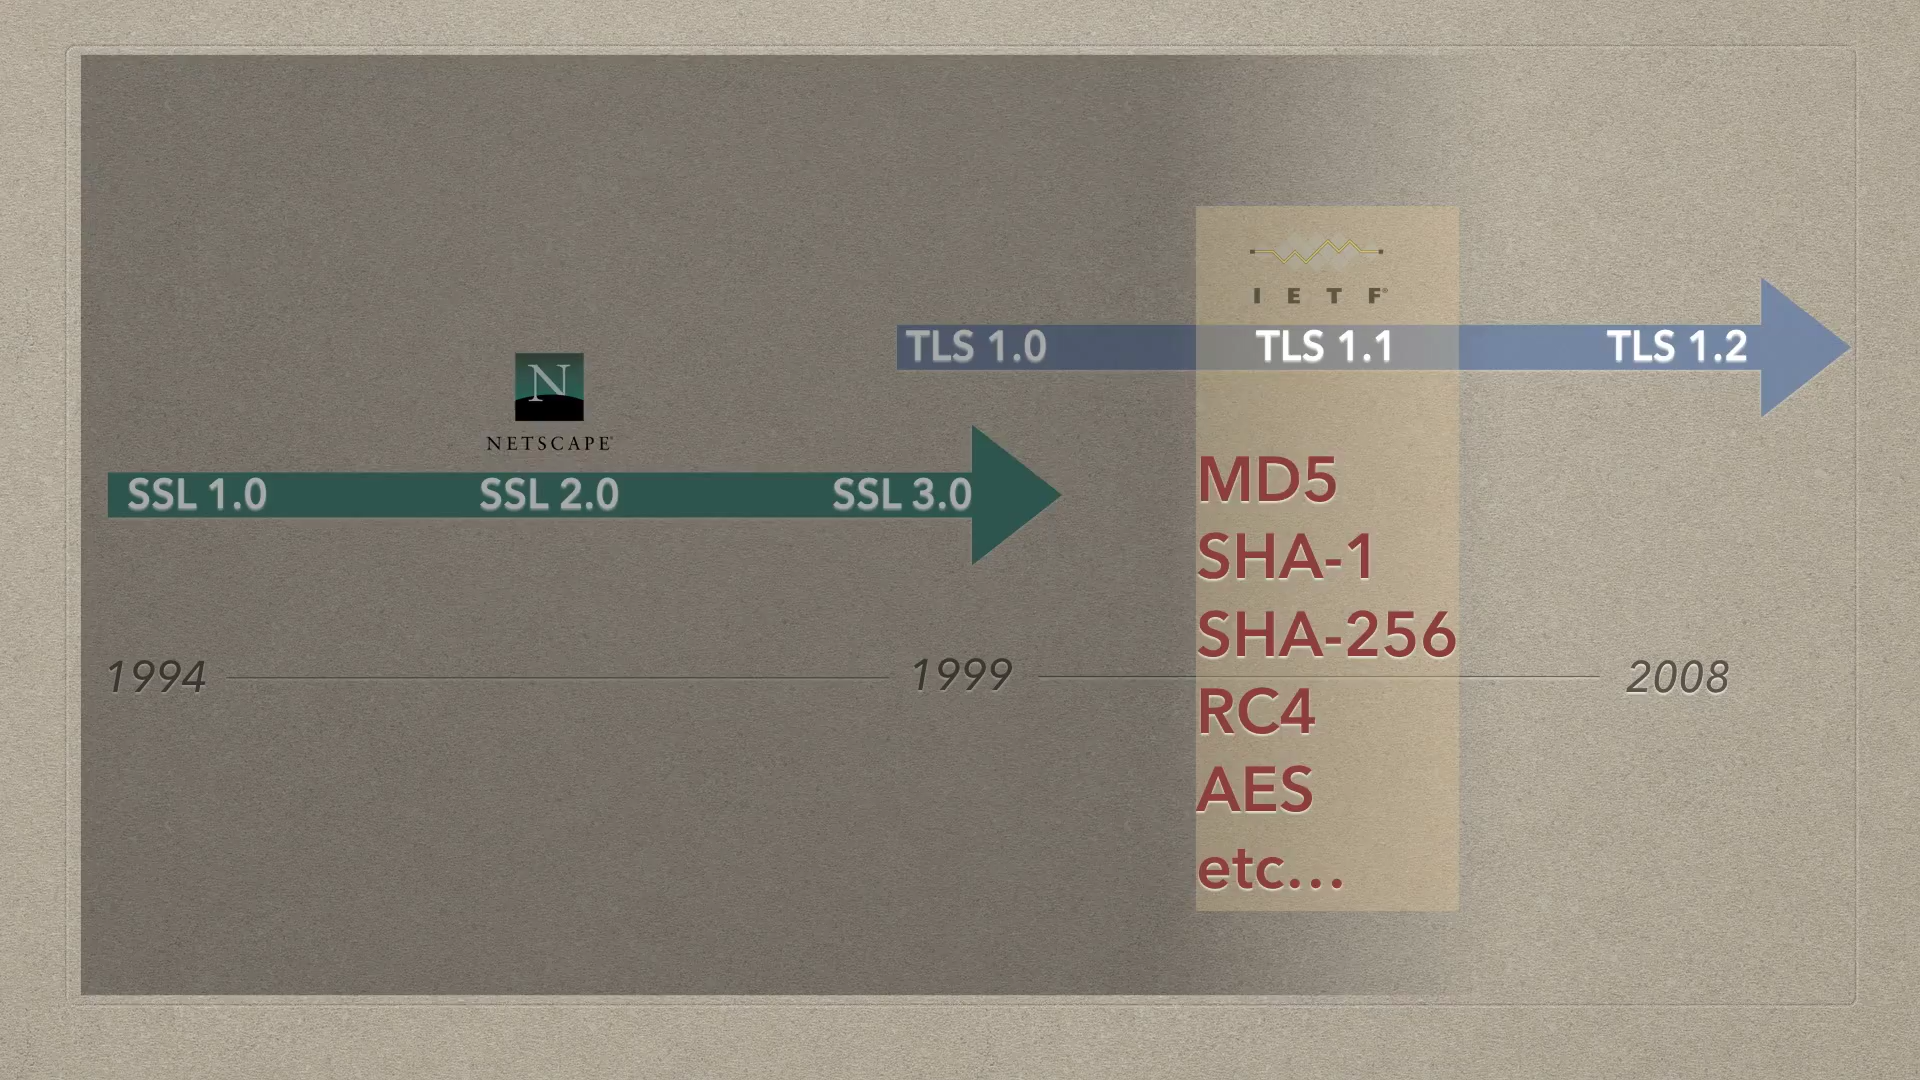 I E T F®
TLS 1.0 TLS 1.1 TLS 1.2
N
NETSCAPE
SSL 1.0 SSL 2.0 SSL 3.0
MD5
SHA-1
SHA-256
1994 1999 2008
RC4
AES
etc…